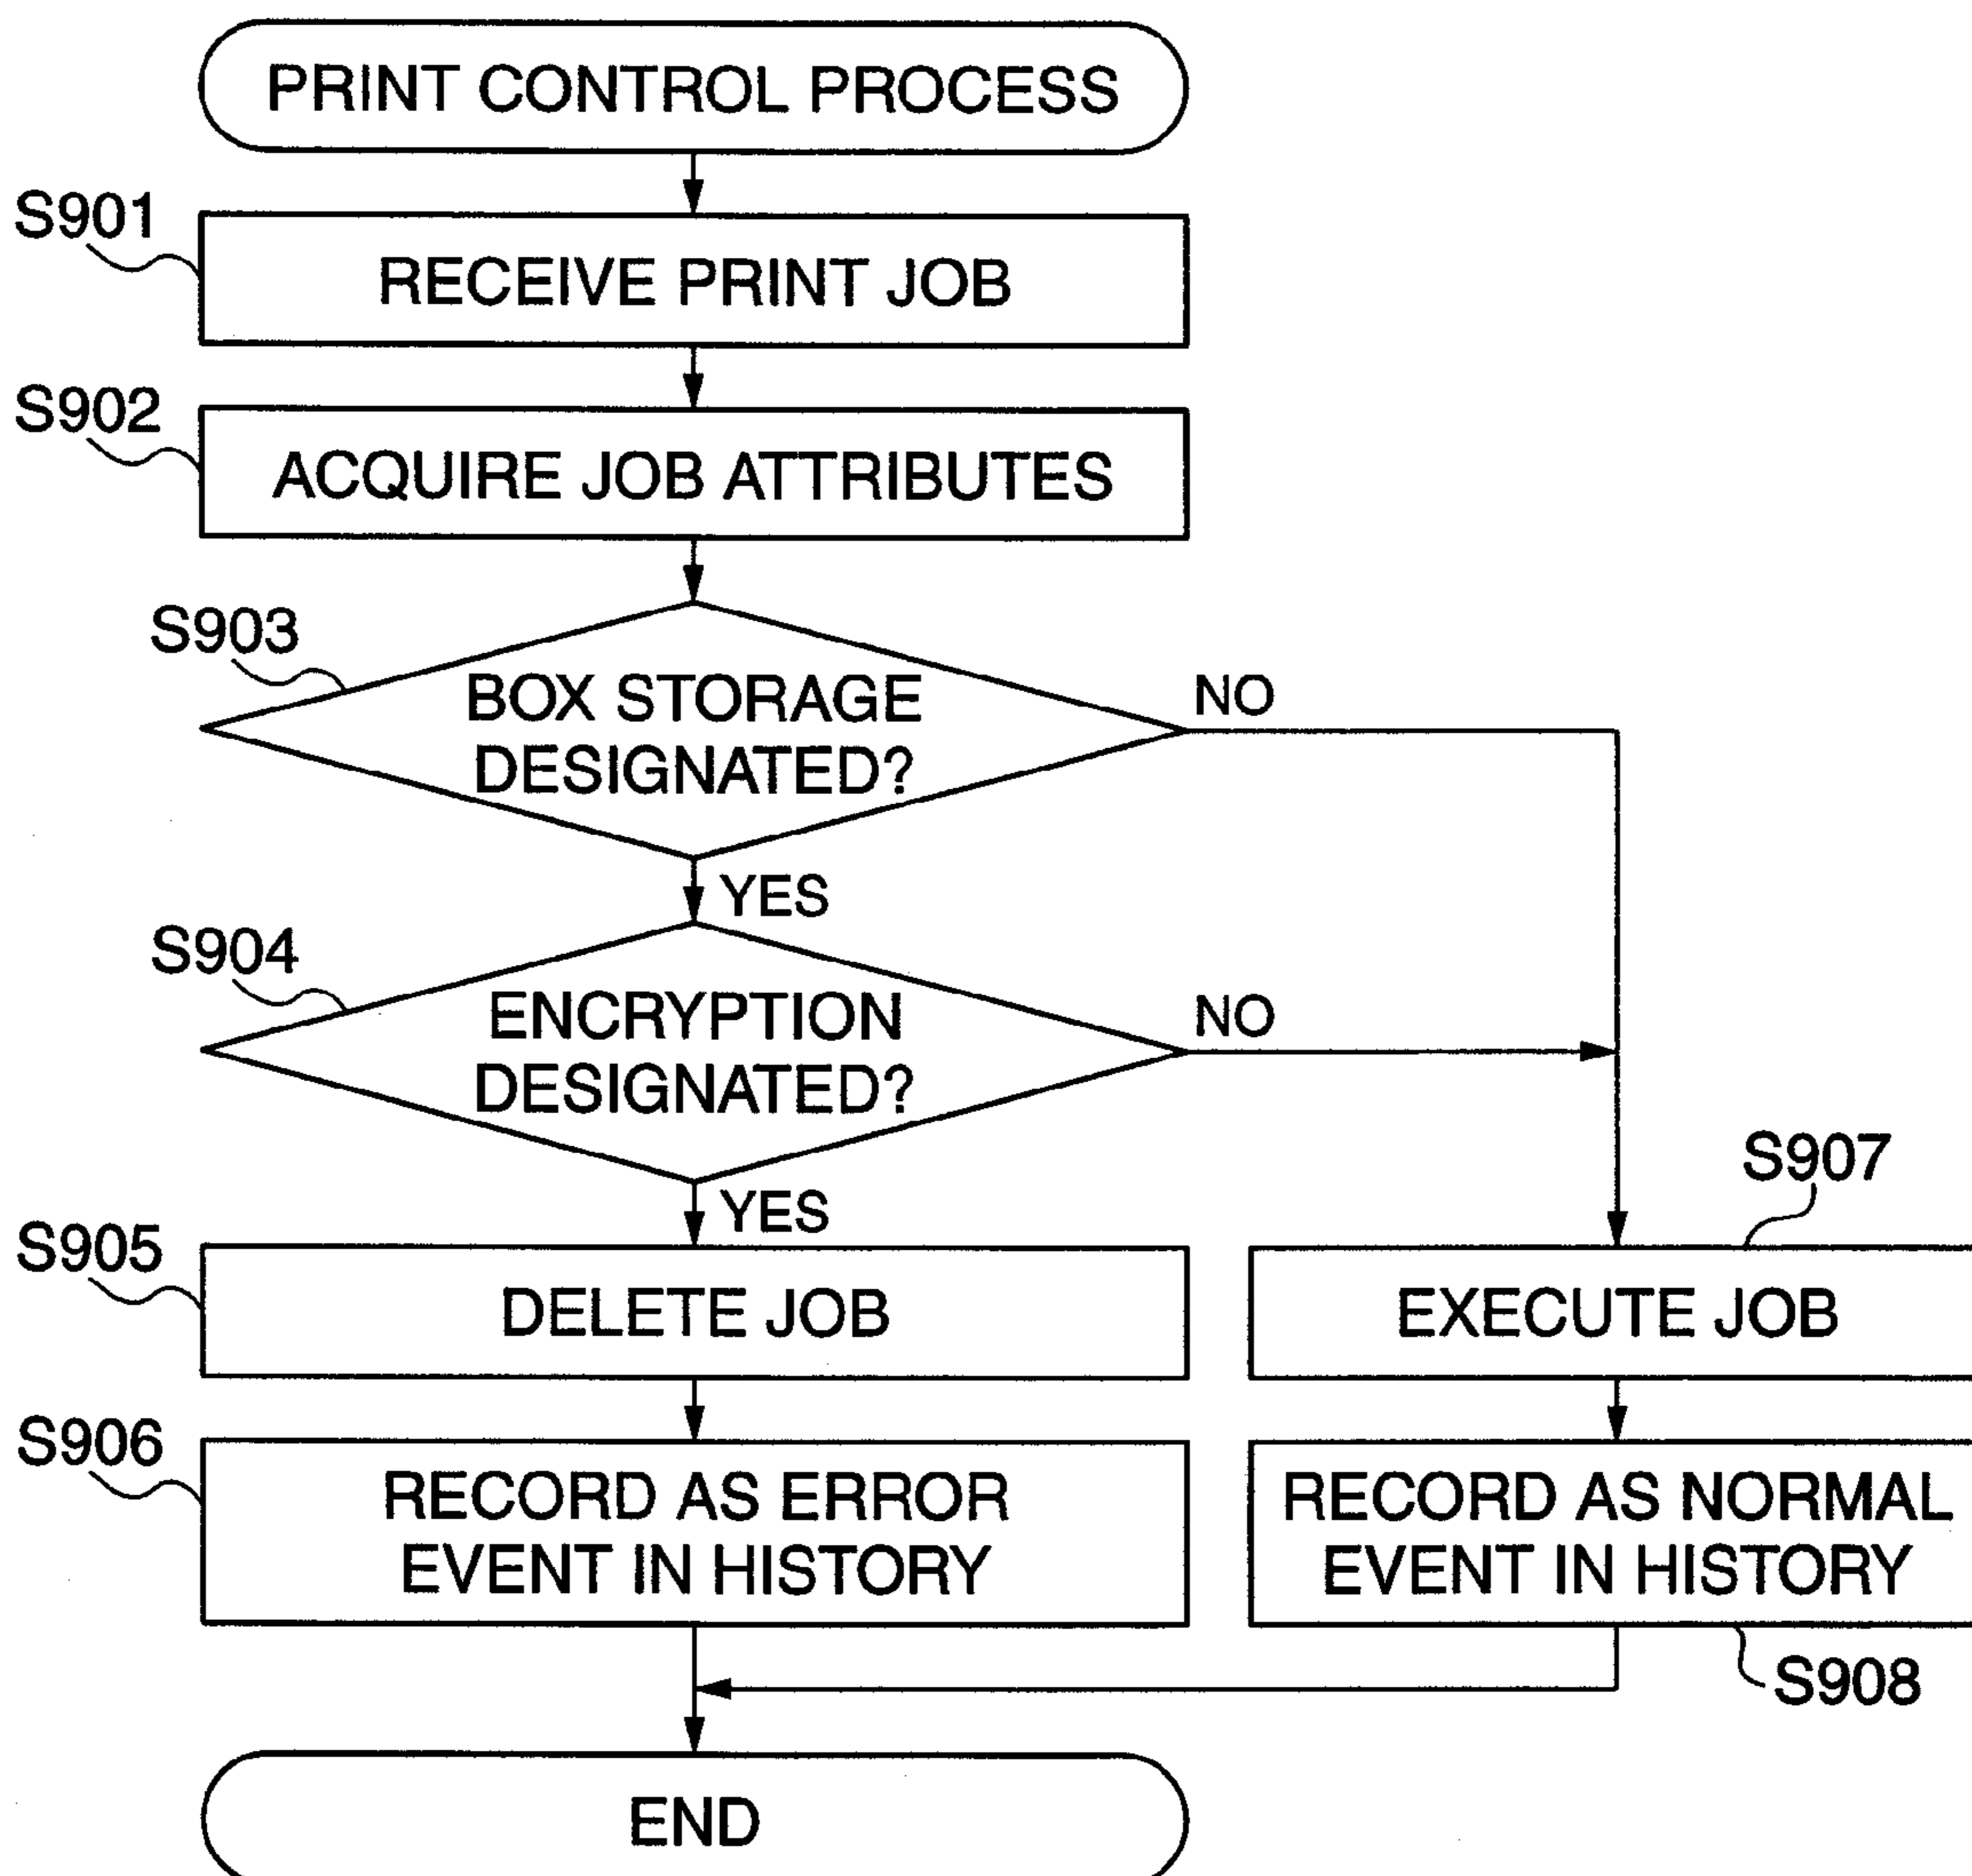 PRINT CONTROL PROCESS
S901
RECEIVE PRINT JOB
S902
ACQUIRE JOB ATTRIBUTES
S903
BOX STORAGE
DESIGNATED?
NO
YES
S904
ENCRYPTION
DESIGNATED?
NO
YES
S907
S905
DELETE JOB
EXECUTE JOB
S906
RECORD AS ERROR
EVENT IN HISTORY
RECORD AS NORMAL
EVENT IN HISTORY
S908
END